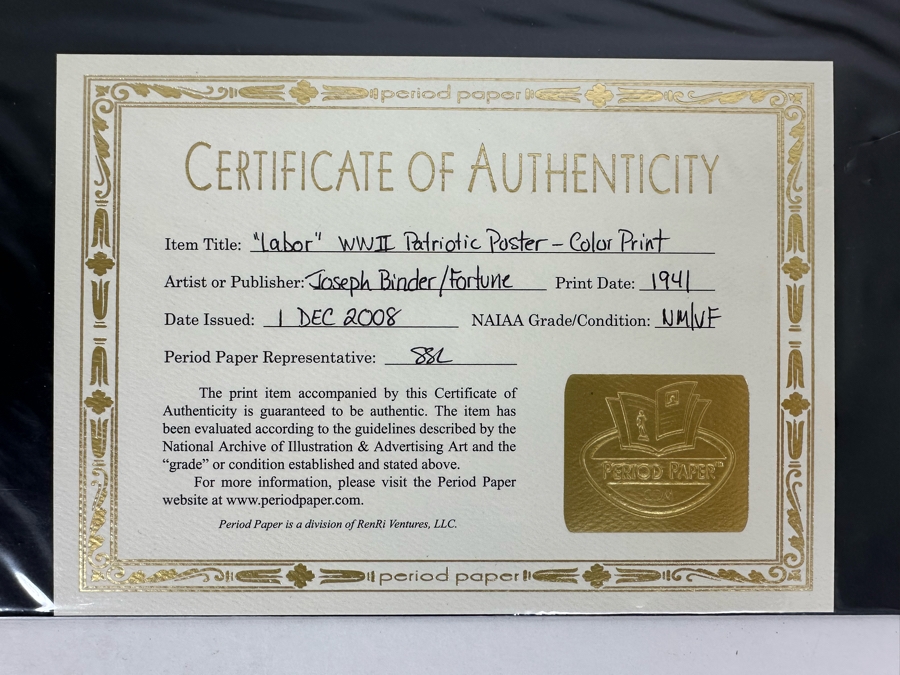 period paper
CERTIFICATE OF AUTHENTICITY
Item Title: "Labor" WWII Patriotic Poster – Color Print
Artist or Publisher: Joseph Binder/Fortune Print Date: 1941
Date Issued: 1 DEC 2008 NAIAA Grade/Condition: NM/VF
Period Paper Representative: SSL
The print item accompanied by this Certificate of
Authenticity is guaranteed to be authentic. The item has
been evaluated according to the guidelines described by the
National Archive of Illustration & Advertising Art and the
“grade” or condition established and stated above.
For more information, please visit the Period Paper
website at www.periodpaper.com.
Period Paper is a division of RenRi Ventures, LLC.
PERIOD PAPER™
period paper